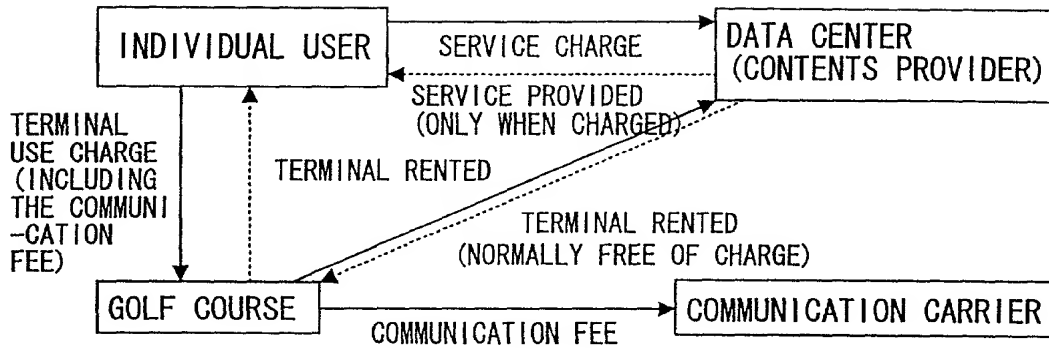 INDIVIDUAL USER
SERVICE CHARGE
DATA CENTER
(CONTENTS PROVIDER)
SERVICE PROVIDED
(ONLY WHEN CHARGED)
TERMINAL
USE CHARGE
(INCLUDING
THE COMMUNI
-CATION
FEE)
TERMINAL RENTED
TERMINAL RENTED
(NORMALLY FREE OF CHARGE)
GOLF COURSE
COMMUNICATION FEE
COMMUNICATION CARRIER